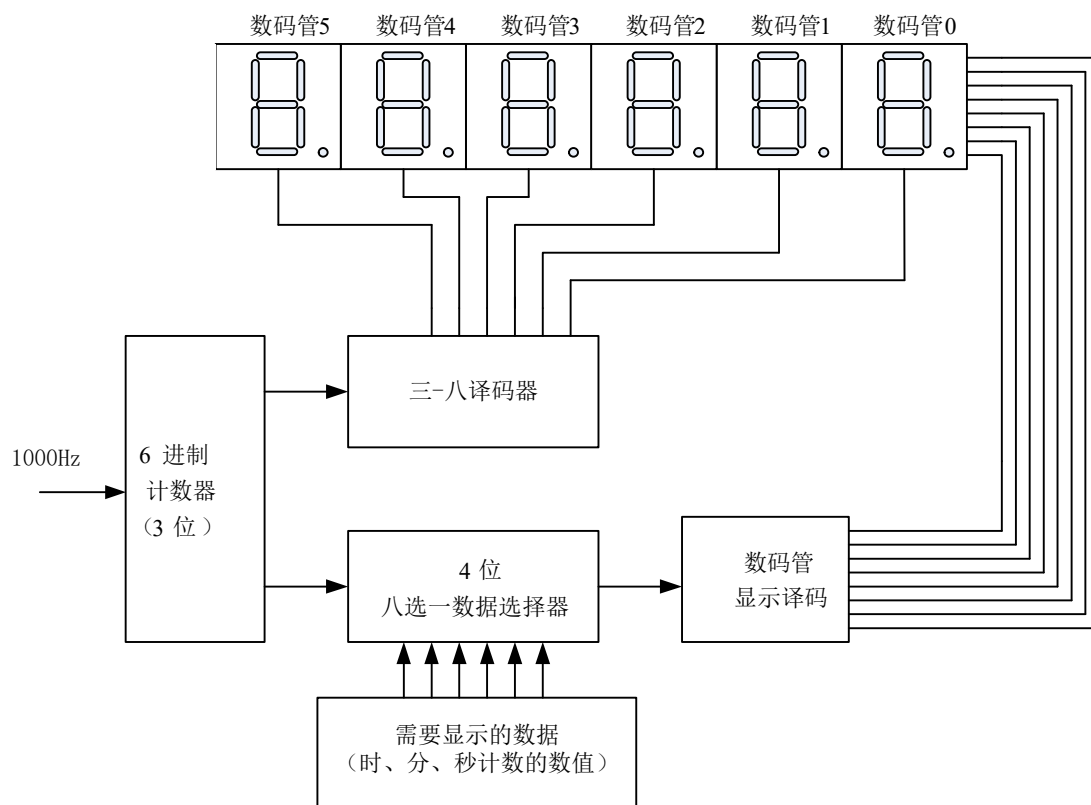 数码管5 数码管4 数码管3 数码管2 数码管1 数码管0
三-八译码器
1000Hz
6 进制
计数器
（3 位）
4 位
八选一数据选择器
数码管
显示译码
需要显示的数据
（时、分、秒计数的数值）